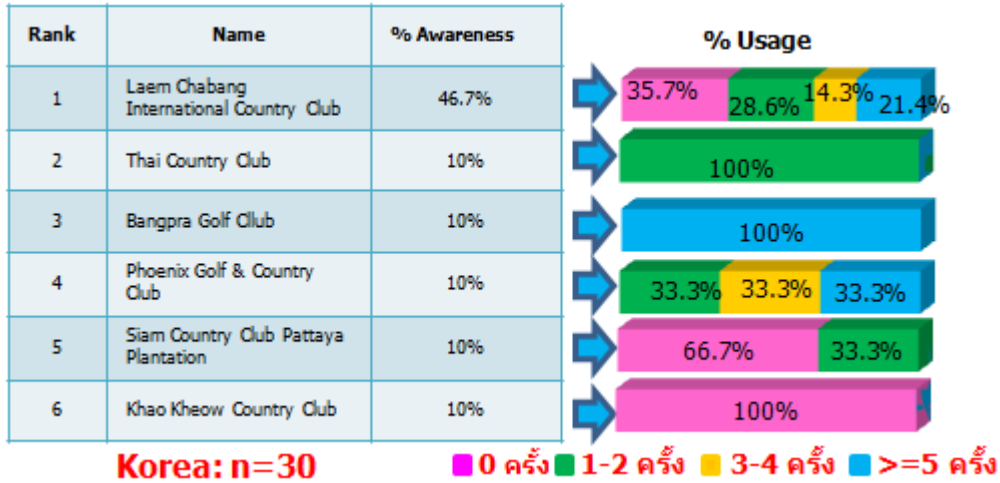 Rank Name % Awareness
% Usage
1 Laem Chabang
International Country Club 46.7%
35.7% 28.6% 14.3% 21.4%
2 Thai Country Club 10%
100%
3 Bangpra Golf Cllub 10%
100%
4 Phoenix Golf & Country
Club 10%
33.3% 33.3% 33.3%
5 Siam Country Club Pattaya
Plantation 10%
66.7% 33.3%
6 Khao Kheow Country Club 10%
100%
Korea: n=30
0 ครั้ง 1-2 ครั้ง 3-4 ครั้ง >=5 ครั้ง